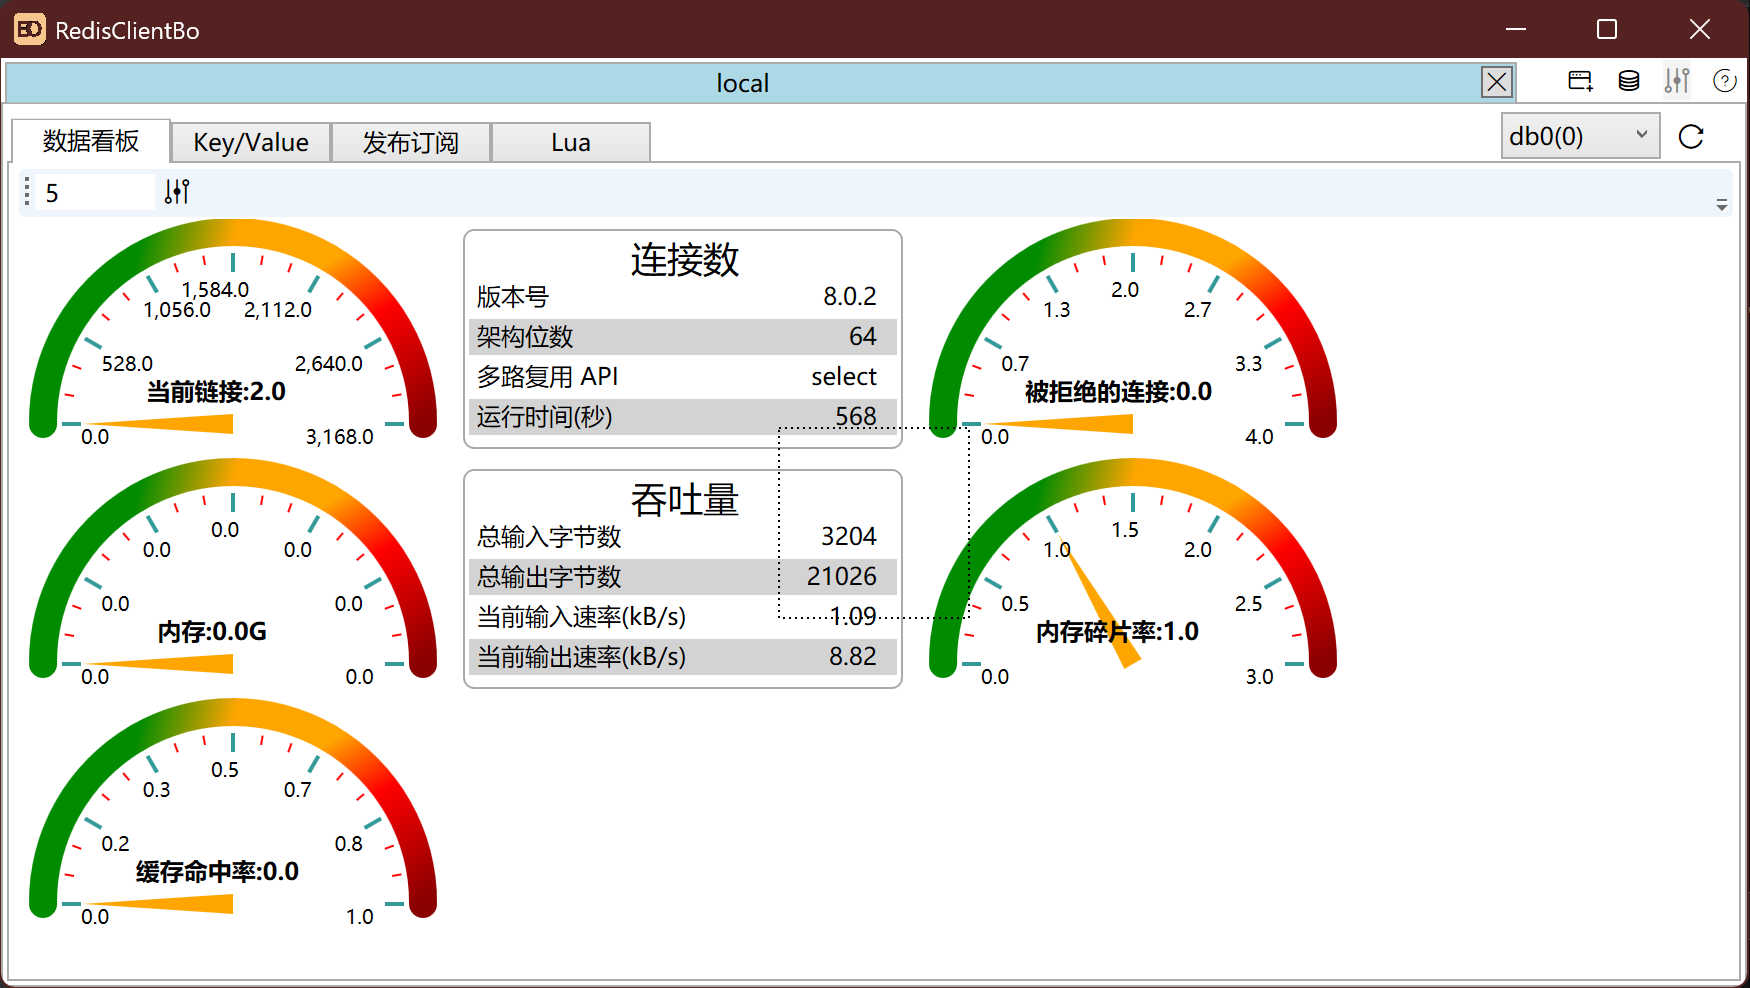 RedisClientBo
local
数据看板
Key/Value
发布订阅
Lua
db0(0)
5
1,584.0
1,056.0
2,112.0
528.0
2,640.0
当前链接:2.0
0.0
3,168.0
连接数
版本号 8.0.2
架构位数 64
多路复用 API select
运行时间(秒) 568
2.0
1.3
2.7
0.7
3.3
被拒绝的连接:0.0
0.0
4.0
0.0
0.0
0.0
0.0
0.0
内存:0.0G
0.0
0.0
吞吐量
总输入字节数 3204
总输出字节数 21026
当前输入速率(kB/s) 1.09
当前输出速率(kB/s) 8.82
1.5
1.0
2.0
0.5
2.5
内存碎片率:1.0
0.0
3.0
0.5
0.3
0.7
0.2
0.8
缓存命中率:0.0
0.0
1.0